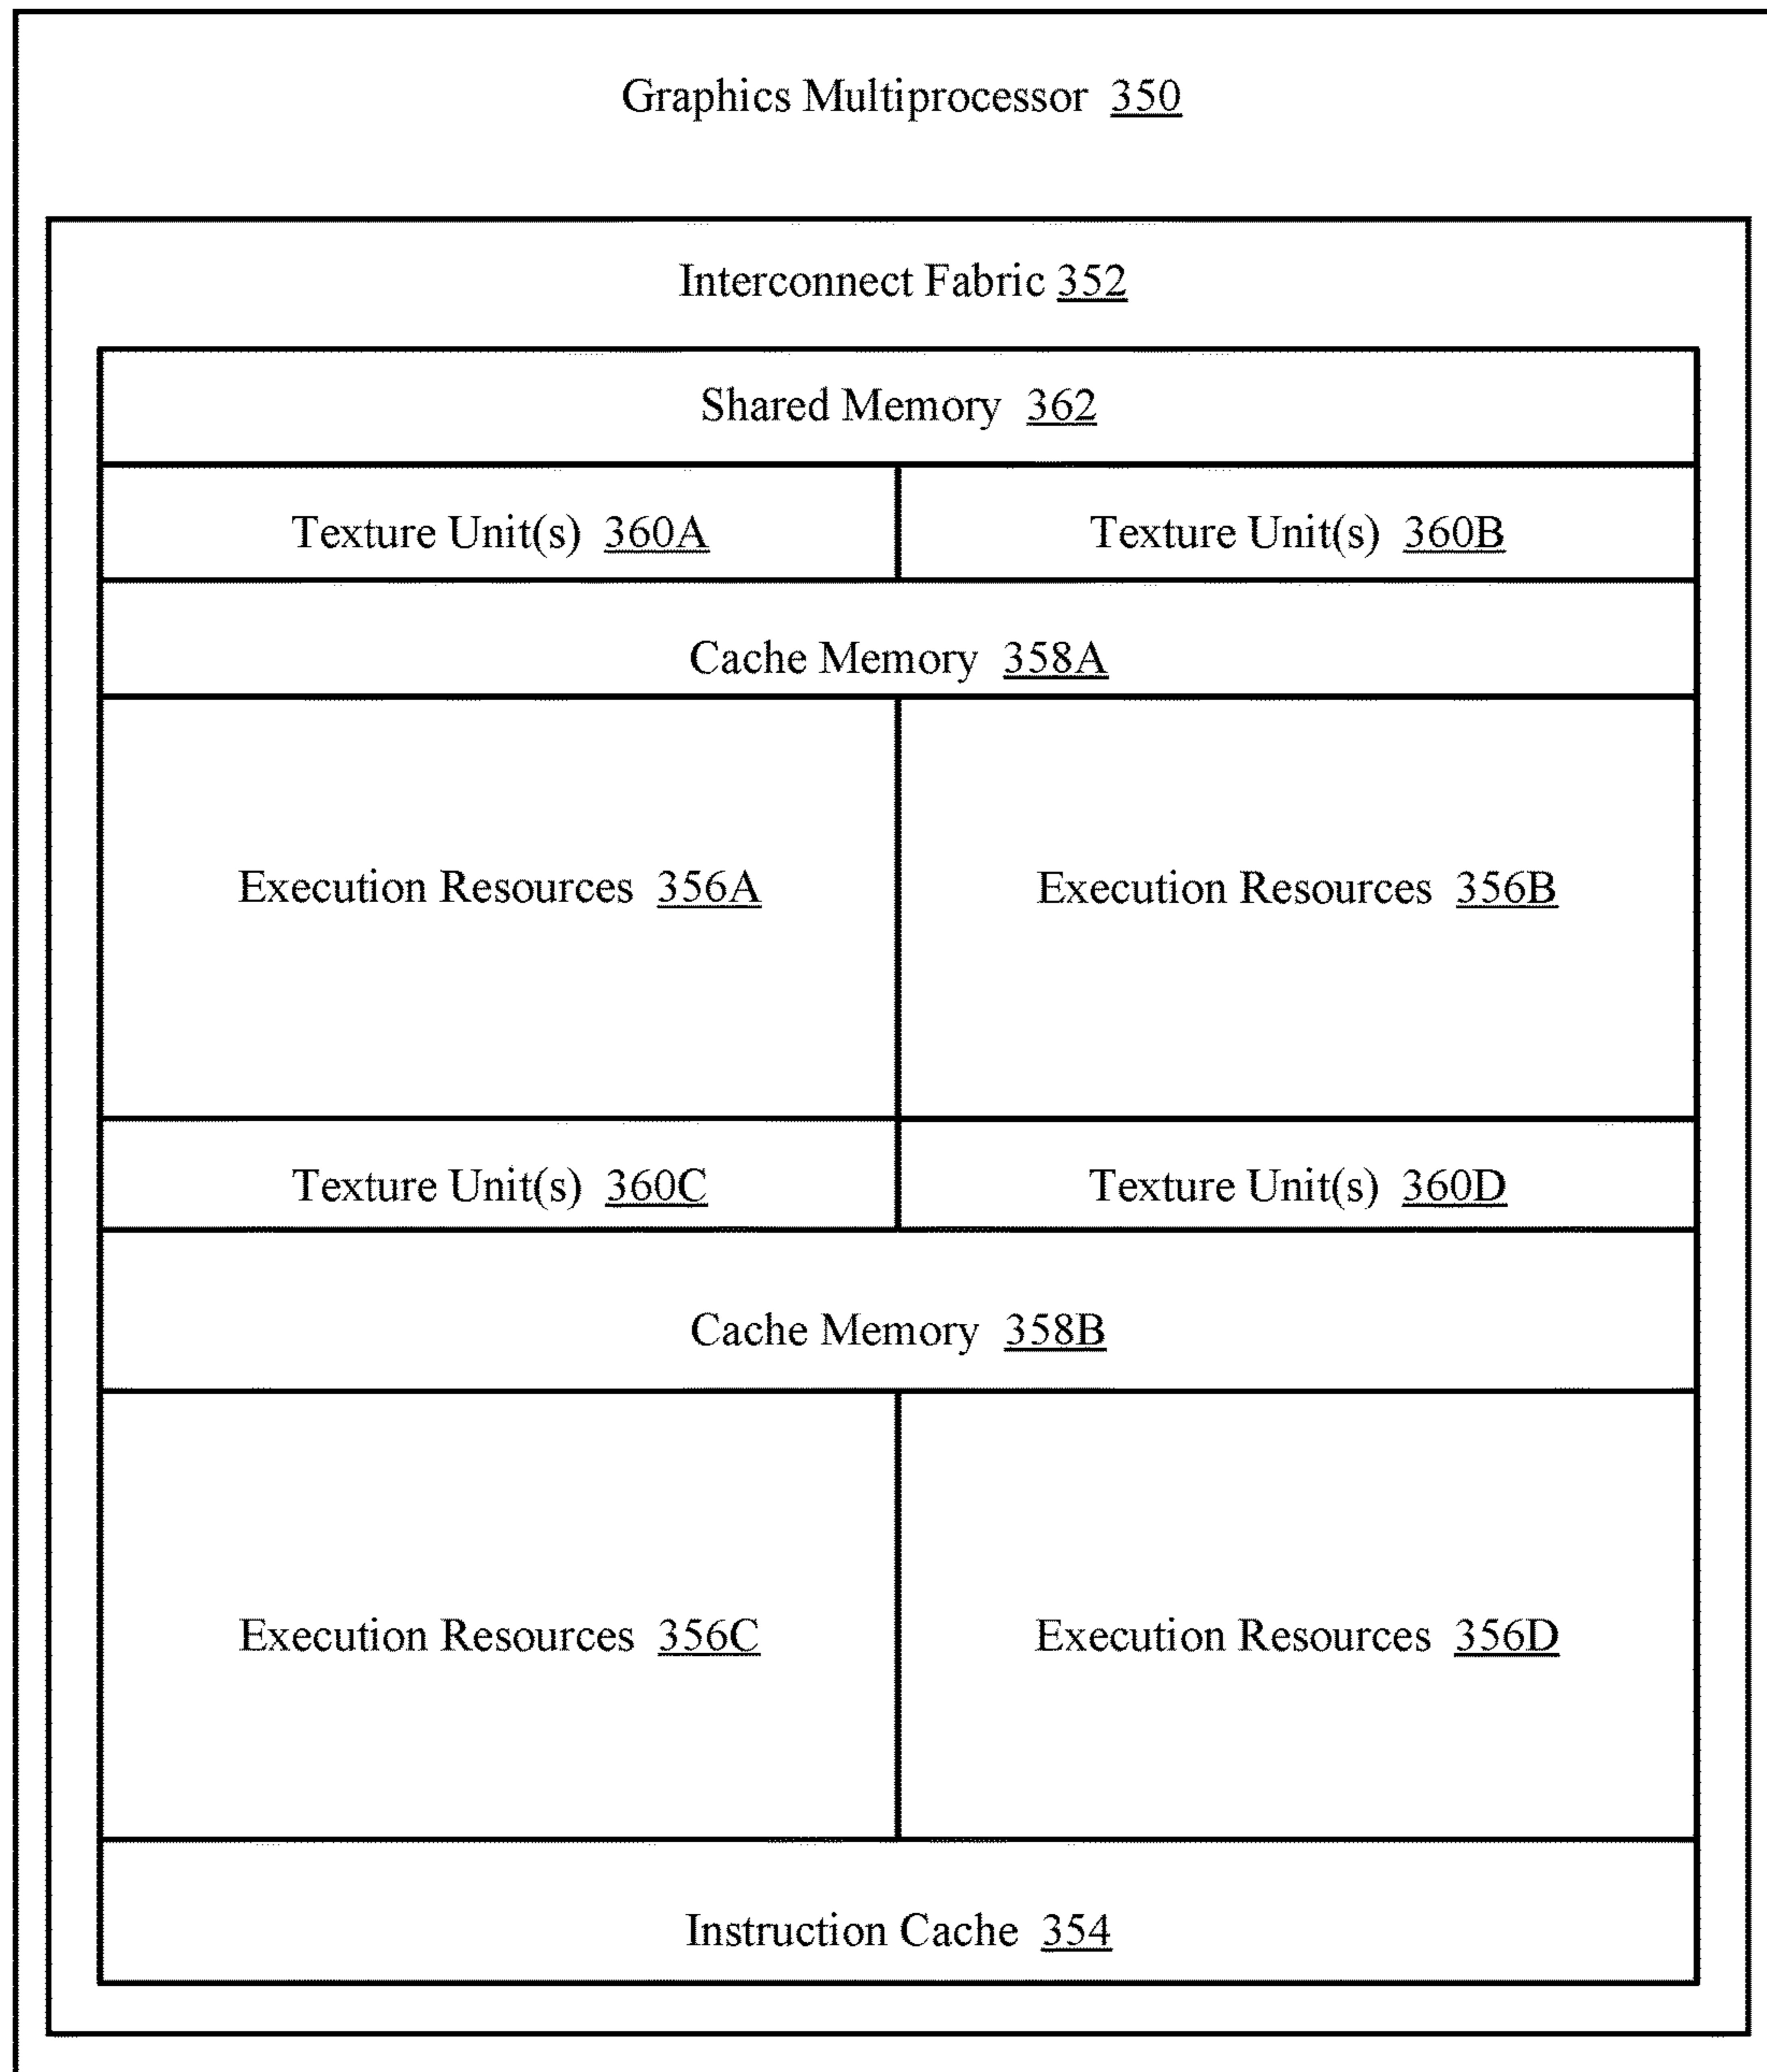 Graphics Multiprocessor 350
Interconnect Fabric 352
Shared Memory 362
Texture Unit(s) 360A
Texture Unit(s) 360B
Cache Memory 358A
Execution Resources 356A
Execution Resources 356B
Texture Unit(s) 360C
Texture Unit(s) 360D
Cache Memory 358B
Execution Resources 356C
Execution Resources 356D
Instruction Cache 354